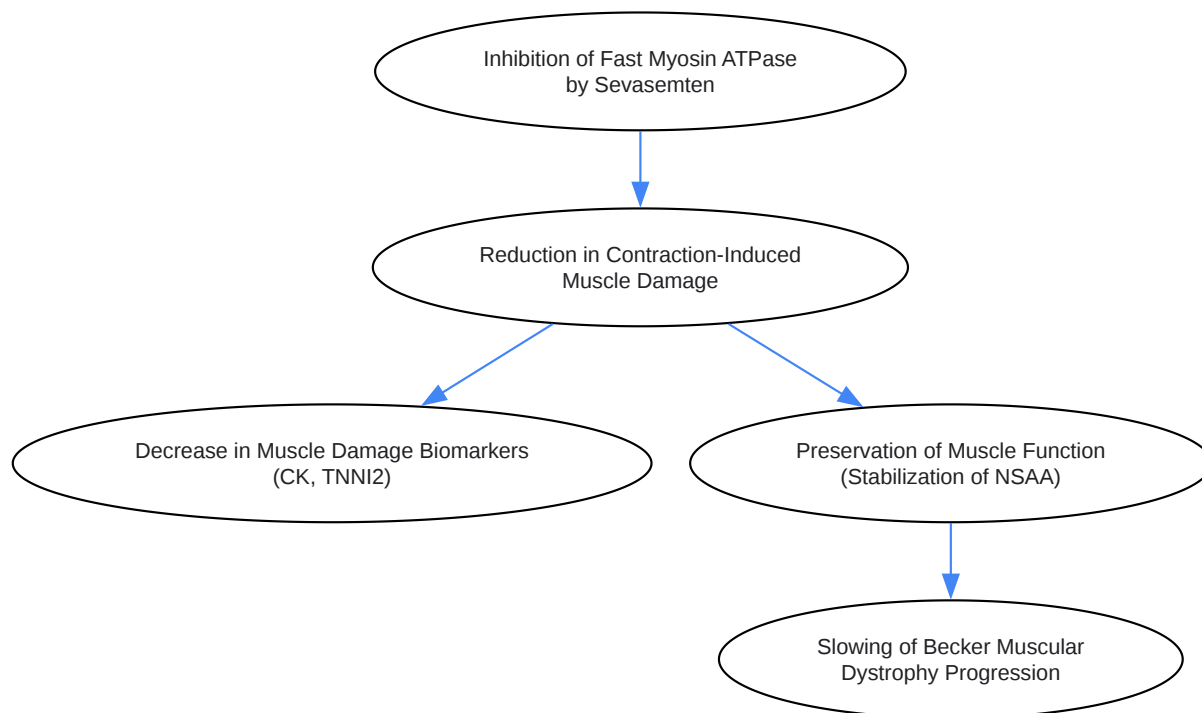 Inhibition of Fast Myosin ATPase
by Sevasemten
Reduction in Contraction-Induced
Muscle Damage
Decrease in Muscle Damage Biomarkers
(CK, TNNI2)
Preservation of Muscle Function
(Stabilization of NSAA)
Slowing of Becker Muscular
Dystrophy Progression